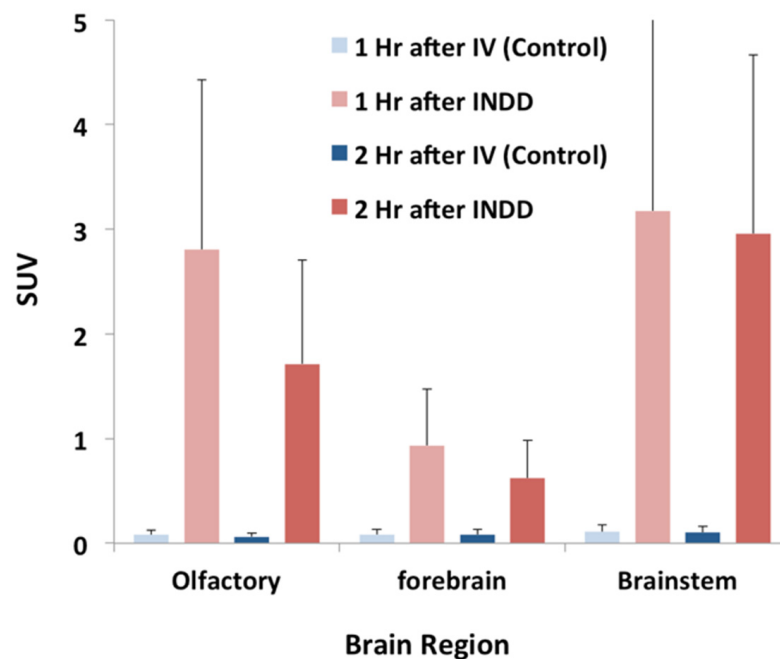 5
4
3
2
1
0
SUV
1 Hr after IV (Control)
1 Hr after INDD
2 Hr after IV (Control)
2 Hr after INDD
Olfactory
forebrain
Brainstem
Brain Region